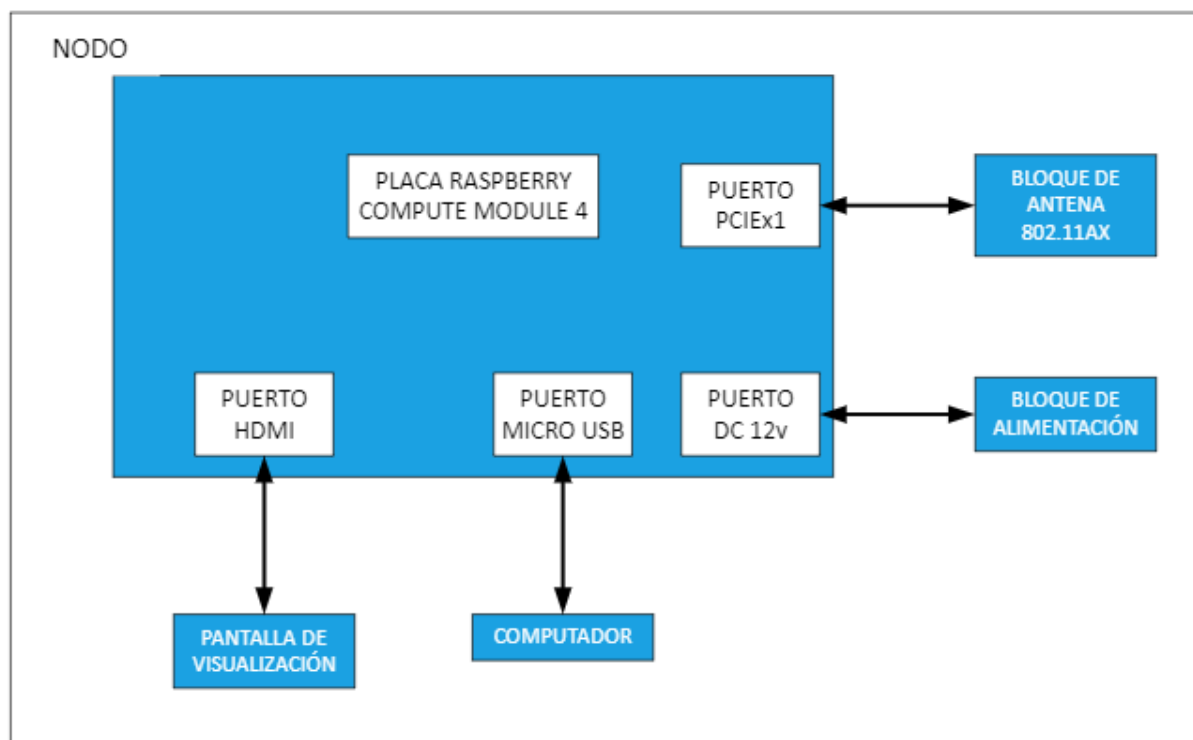 NODO
PLACA RASPBERRY
COMPUTE MODULE 4
PUERTO
PCIEx1
BLOQUE DE
ANTENA
802.11AX
PUERTO
HDMI
PUERTO
MICRO USB
PUERTO
DC 12v
BLOQUE DE
ALIMENTACIÓN
PANTALLA DE
VISUALIZACIÓN
COMPUTADOR